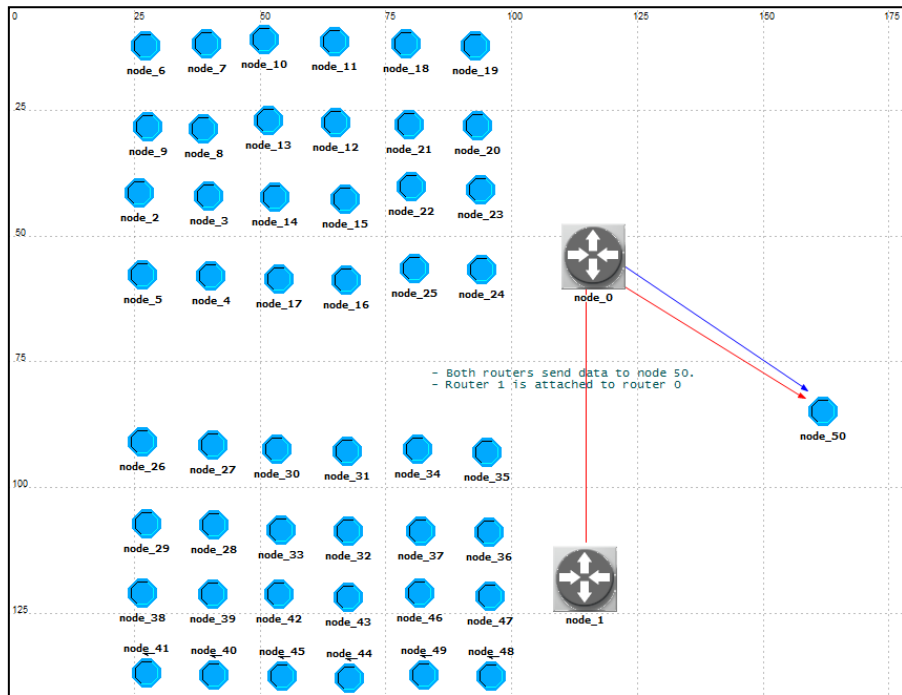 0 25 50 75 100 150 175
node_6 node_7 node_10 node_11 node_18 node_19
25
node_9 node_8 node_13 node_12 node_21 node_20
node_2 node_3 node_14 node_15 node_22 node_23
50
node_5 node_4 node_17 node_16 node_25 node_24 node_0
75
- Both routers send data to node 50.
- Router 1 is attached to router 0
node_50
node_26 node_27 node_30 node_31 node_34 node_35
100
node_29 node_28 node_33 node_32 node_37 node_36
node_38 node_39 node_42 node_43 node_46 node_47 node_1
125
node_41 node_40 node_45 node_44 node_49 node_48